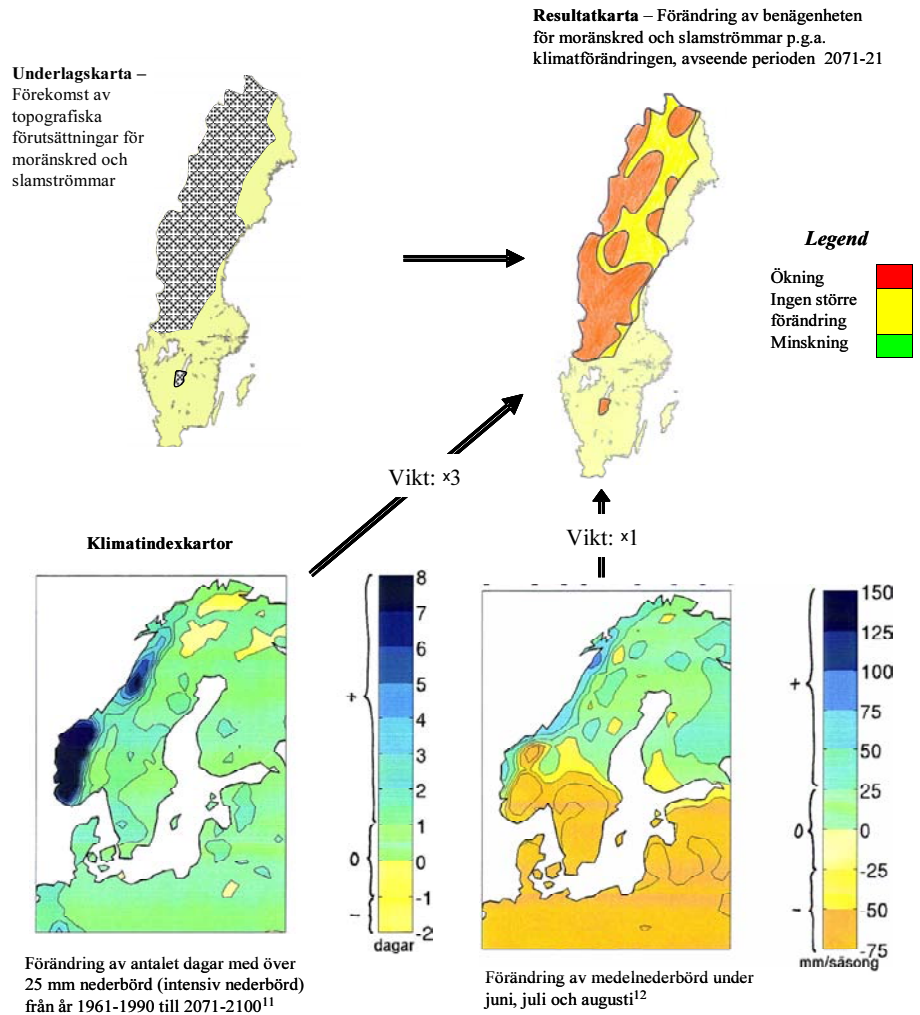 Resultatkarta – Förändring av benägenheten
för moränskred och slamströmmar p.g.a.
klimatförändringen, avseende perioden 2071-21
Underlagskarta –
Förekomst av
topografiska
förutsättningar för
moränskred och
slamströmmar
Legend
Ökning
Ingen större
förändring
Minskning
Vikt: x3
Vikt: x1
Klimatindexkartor
8
7
6
5
4
3
2
1
0
-1
-2
dagar
+
0
–
150
125
100
75
50
25
0
-25
50
-75
mm/säsong
+
0
–
Förändring av antalet dagar med över
25 mm nederbörd (intensiv nederbörd)
från år 1961-1990 till 2071-2100¹¹
Förändring av medelnederbörd under
juni, juli och augusti¹²